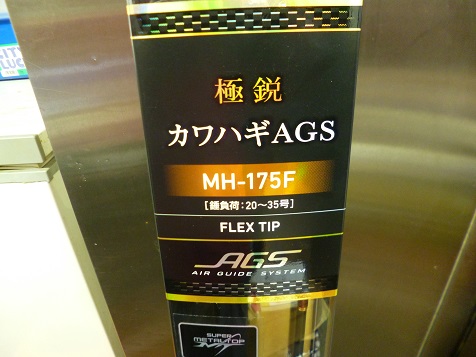 極鋭
カワハギAGS
MH-175F
[錘負荷:20〜35号]
FLEX TIP
AGS
AIR GUIDE SYSTEM
SUPER
METALTOP